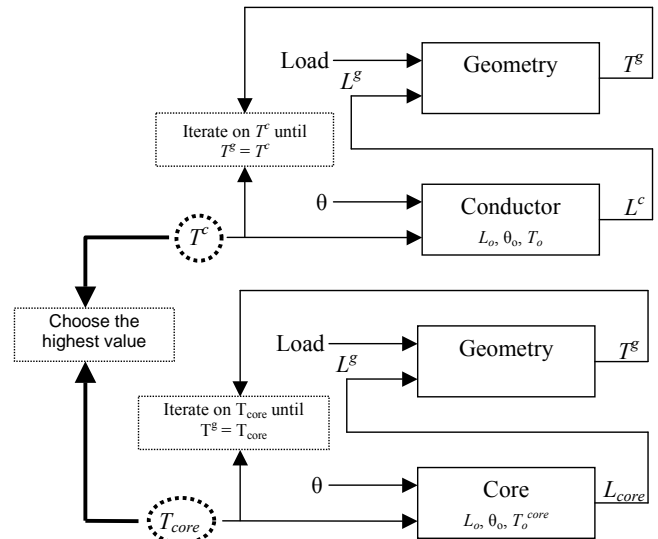 Load
L^g
Geometry
T^g
Iterate on T^c until
T^g = T^c
θ
Conductor
L_o, θ_o, T_o
L^c
T^c
Choose the
highest value
Load
L^g
Geometry
T^g
Iterate on T_core until
T^g = T_core
θ
Core
L_o, θ_o, T_o^core
L_core
T_core